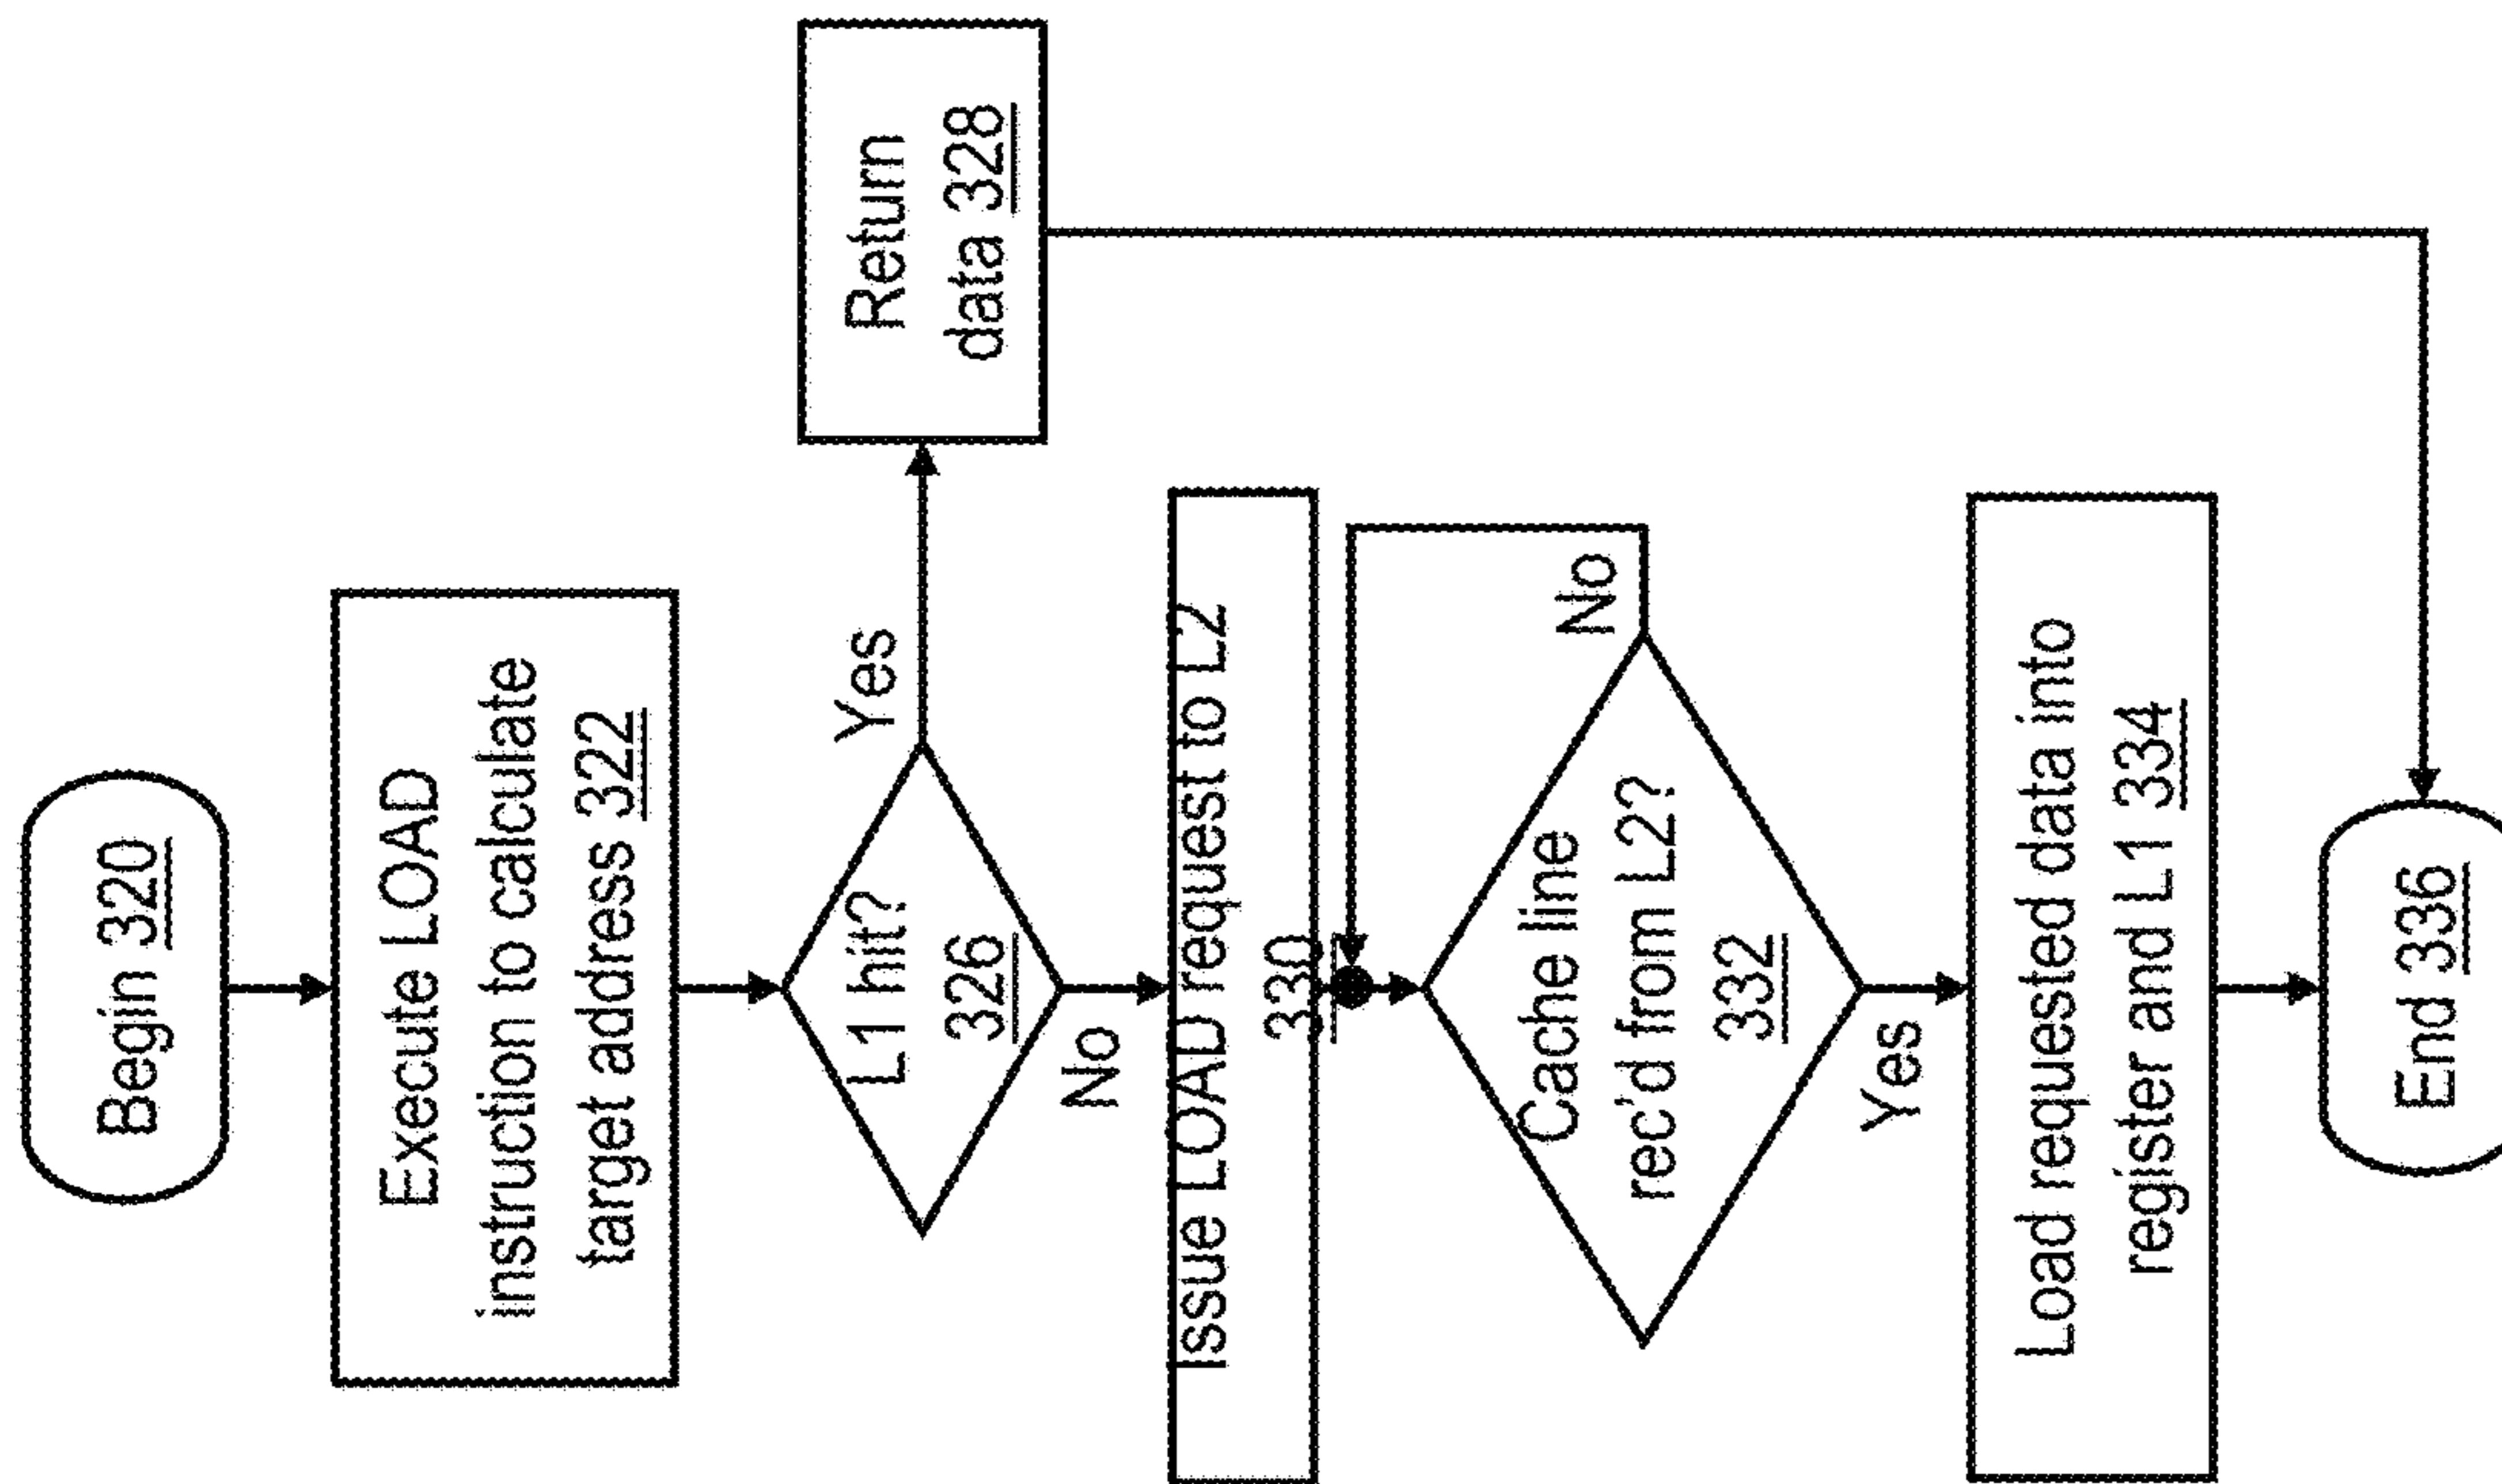 Begin 320
Execute LOAD
instruction to calculate
target address 322
L1 hit?
326
Yes
Return
data 328
No
Issue LOAD request to L2
330
Cache line
rec'd from L2?
332
No
Yes
Load requested data into
register and L1 334
End 336